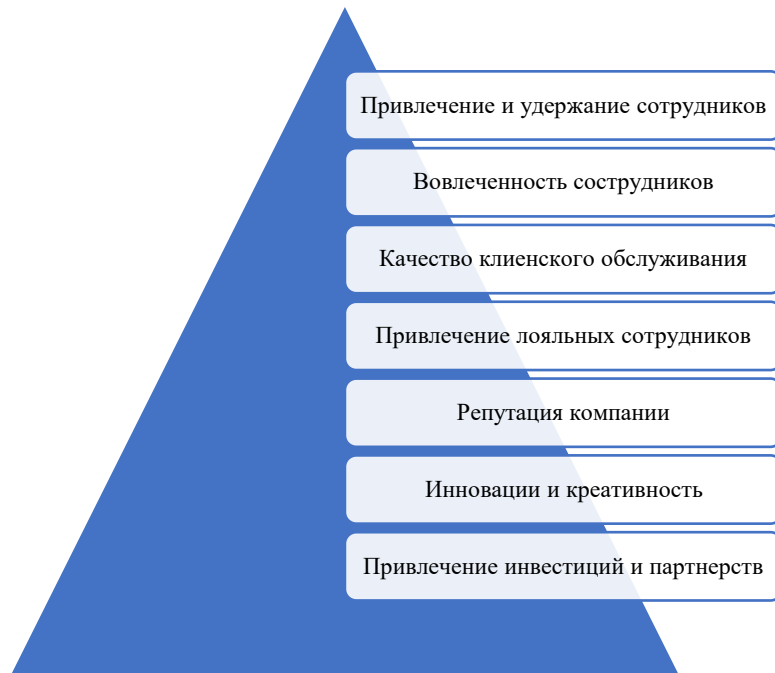 Привлечение и удержание сотрудников
Вовлеченность сострудников
Качество клиенского обслуживания
Привлечение лояльных сотрудников
Репутация компании
Инновации и креативность
Привлечение инвестиций и партнерств